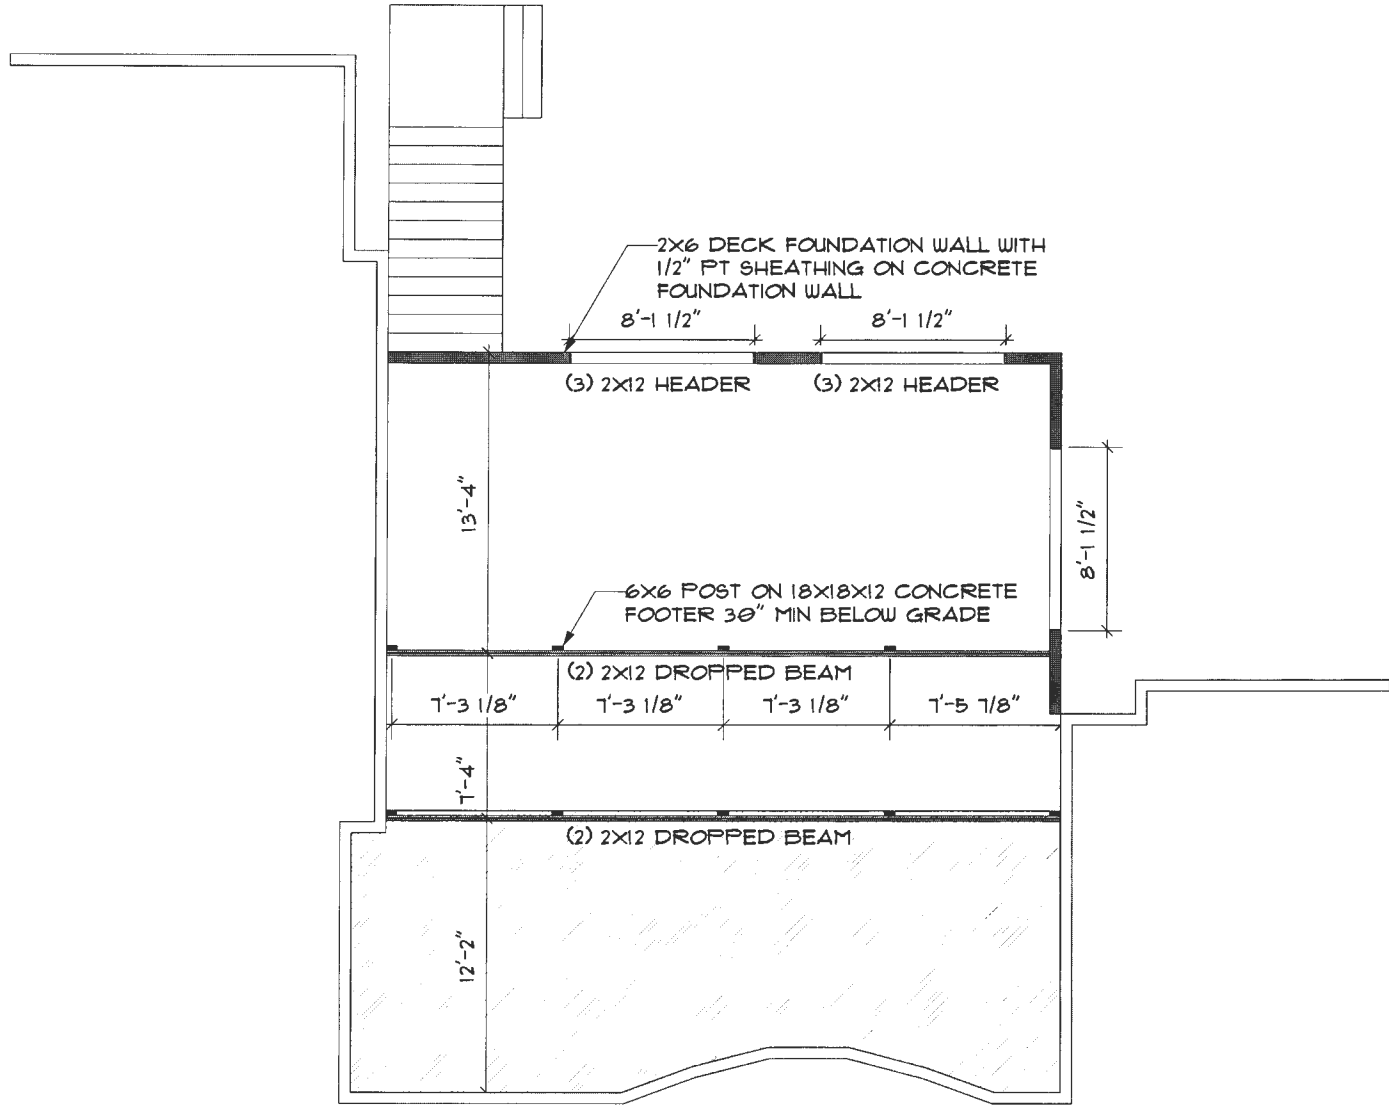 2X6 DECK FOUNDATION WALL WITH
1/2" PT SHEATHING ON CONCRETE
FOUNDATION WALL
8'-1 1/2"
8'-1 1/2"
(3) 2X12 HEADER
(3) 2X12 HEADER
13'-4"
8'-1 1/2"
6X6 POST ON 18X18X12 CONCRETE
FOOTER 30" MIN BELOW GRADE
(2) 2X12 DROPPED BEAM
7'-3 1/8"
7'-3 1/8"
7'-3 1/8"
7'-5 7/8"
7'-4"
(2) 2X12 DROPPED BEAM
12'-2"